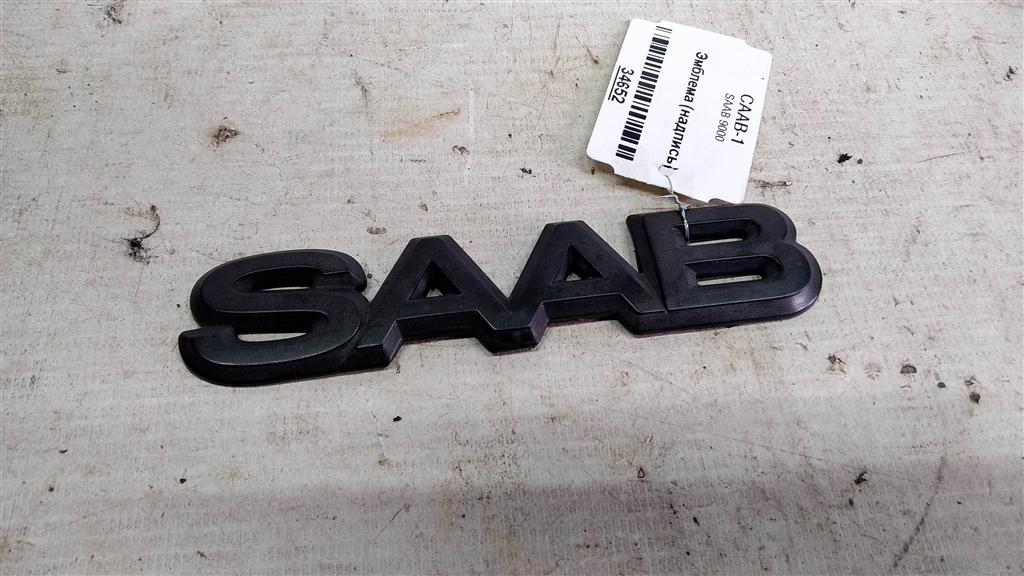 СААВ-1
SAAB 9000
Эмблема (надпись)
34652
SAAB